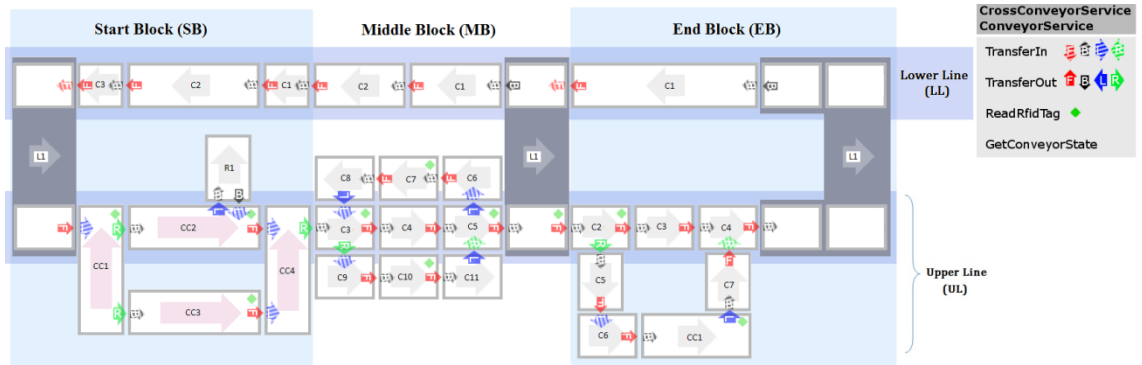 Start Block (SB) Middle Block (MB) End Block (EB)
CrossConveyorService
ConveyorService
TransferIn F B L R
TransferOut F B L R
ReadRfidTag
GetConveyorState
Lower Line
(LL)
C3 C2 C1 C2 C1 C1
L1 R1 L1 L1
C8 C7 C6
CC2 C3 C4 C5 C2 C3 C4
CC1 CC4 C9 C10 C11 C5 C7
Upper Line
(UL)
CC3
C6 CC1